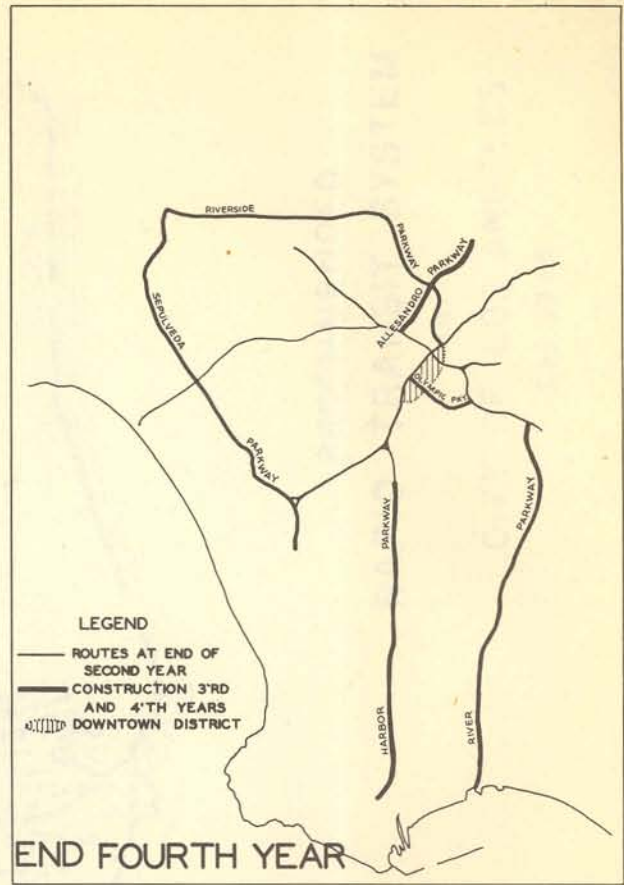 RIVERSIDE
PARKWAY
ALLESANDRO PARKWAY
SEPULVEDA
PARKWAY
OLYMPIC PKY
HARBOR PARKWAY
RIVER PARKWAY
LEGEND
ROUTES AT END OF
SECOND YEAR
CONSTRUCTION 3'RD
AND 4'TH YEARS
DOWNTOWN DISTRICT
END FOURTH YEAR